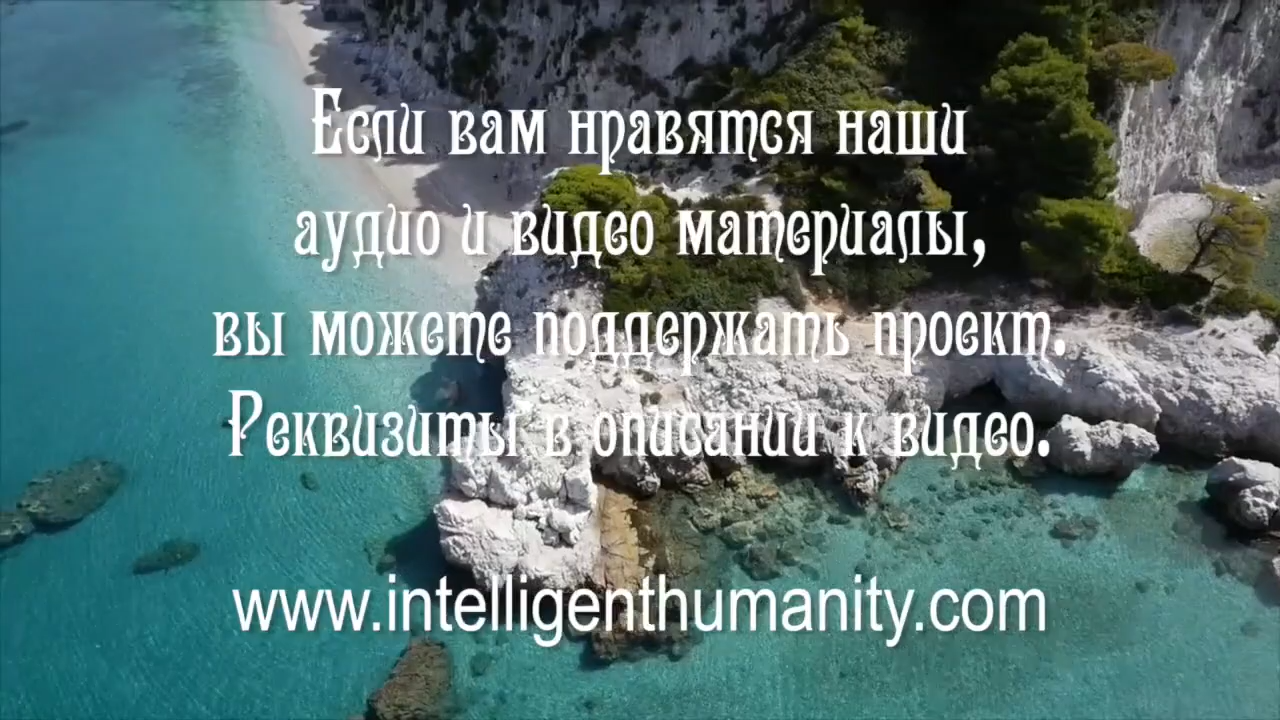 Если вам нравятся наши
аудио и видео материалы,
вы можете поддержать проект.
Реквизиты в описании к видео.
www.intelligenthumanity.com